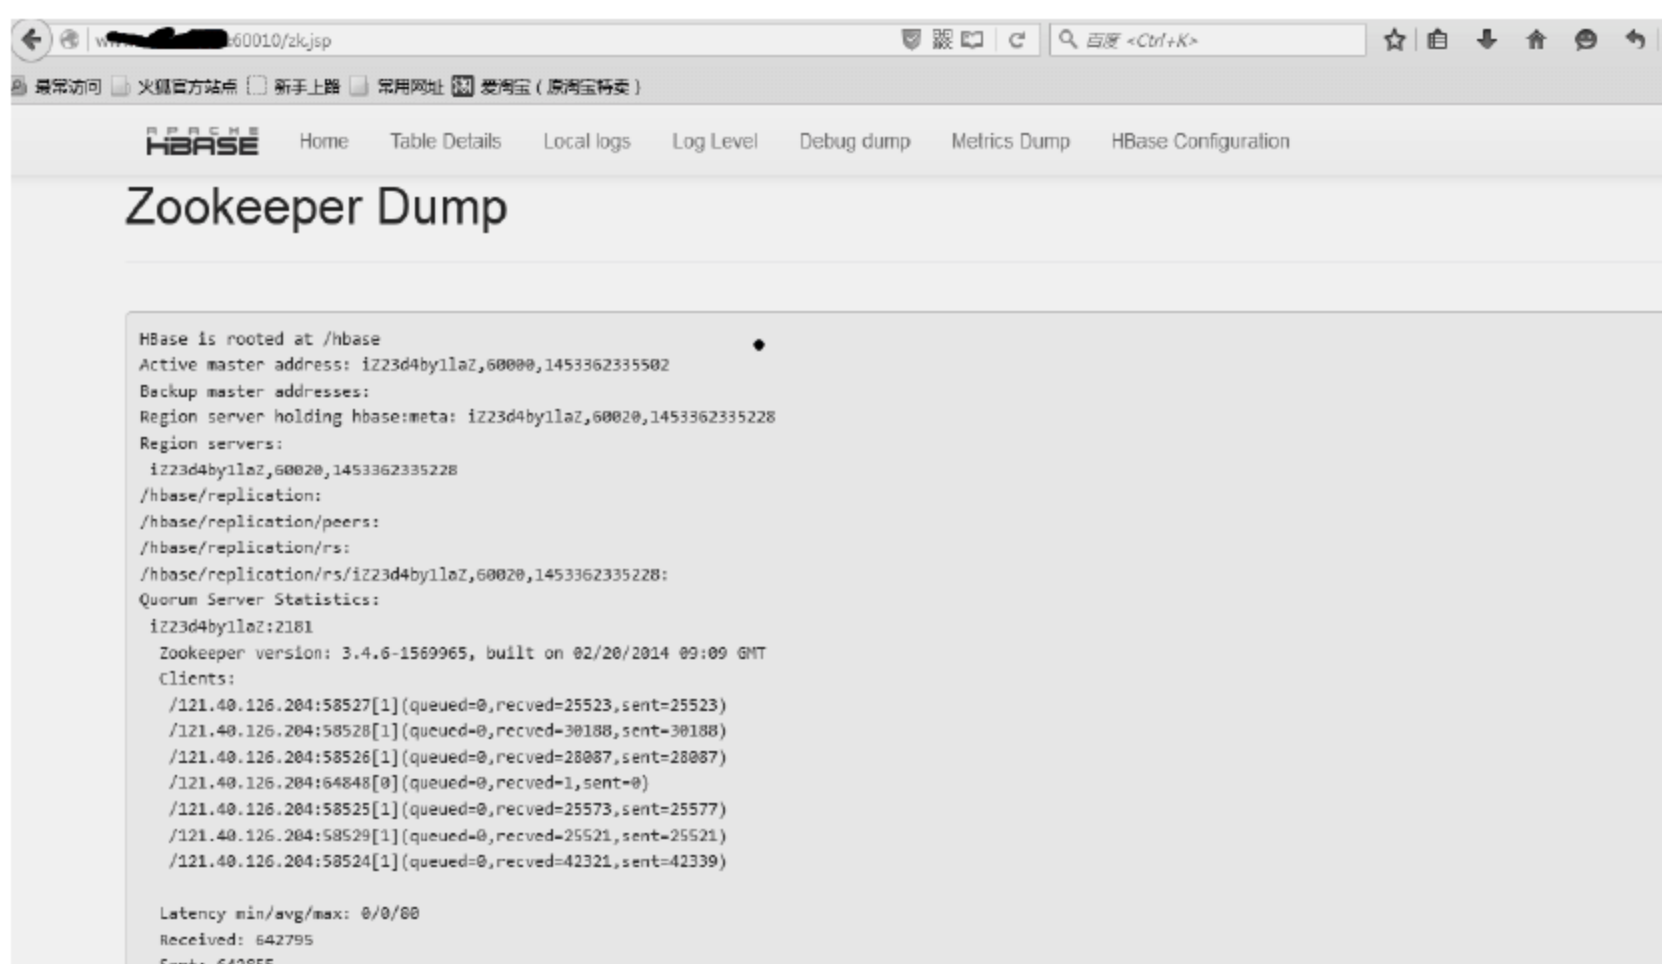 :60010/zk.jsp
百度 <Ctrl+K>
最常访问 火狐官方站点 新手上路 常用网址 爱淘宝（原淘宝特卖）
APACHE
HBASE Home Table Details Local logs Log Level Debug dump Metrics Dump HBase Configuration
Zookeeper Dump
HBase is rooted at /hbase
Active master address: iZ23d4by1laZ,60000,1453362335502
Backup master addresses:
Region server holding hbase:meta: iZ23d4by1laZ,60020,1453362335228
Region servers:
iZ23d4by1laZ,60020,1453362335228
/hbase/replication:
/hbase/replication/peers:
/hbase/replication/rs:
/hbase/replication/rs/iZ23d4by1laZ,60020,1453362335228:
Quorum Server Statistics:
iZ23d4by1laZ:2181
Zookeeper version: 3.4.6-1569965, built on 02/20/2014 09:09 GMT
Clients:
/121.40.126.204:58527[1](queued=0,recved=25523,sent=25523)
/121.40.126.204:58528[1](queued=0,recved=30188,sent=30188)
/121.40.126.204:58526[1](queued=0,recved=28087,sent=28087)
/121.40.126.204:64848[0](queued=0,recved=1,sent=0)
/121.40.126.204:58525[1](queued=0,recved=25573,sent=25577)
/121.40.126.204:58529[1](queued=0,recved=25521,sent=25521)
/121.40.126.204:58524[1](queued=0,recved=42321,sent=42339)
Latency min/avg/max: 0/0/80
Received: 642795